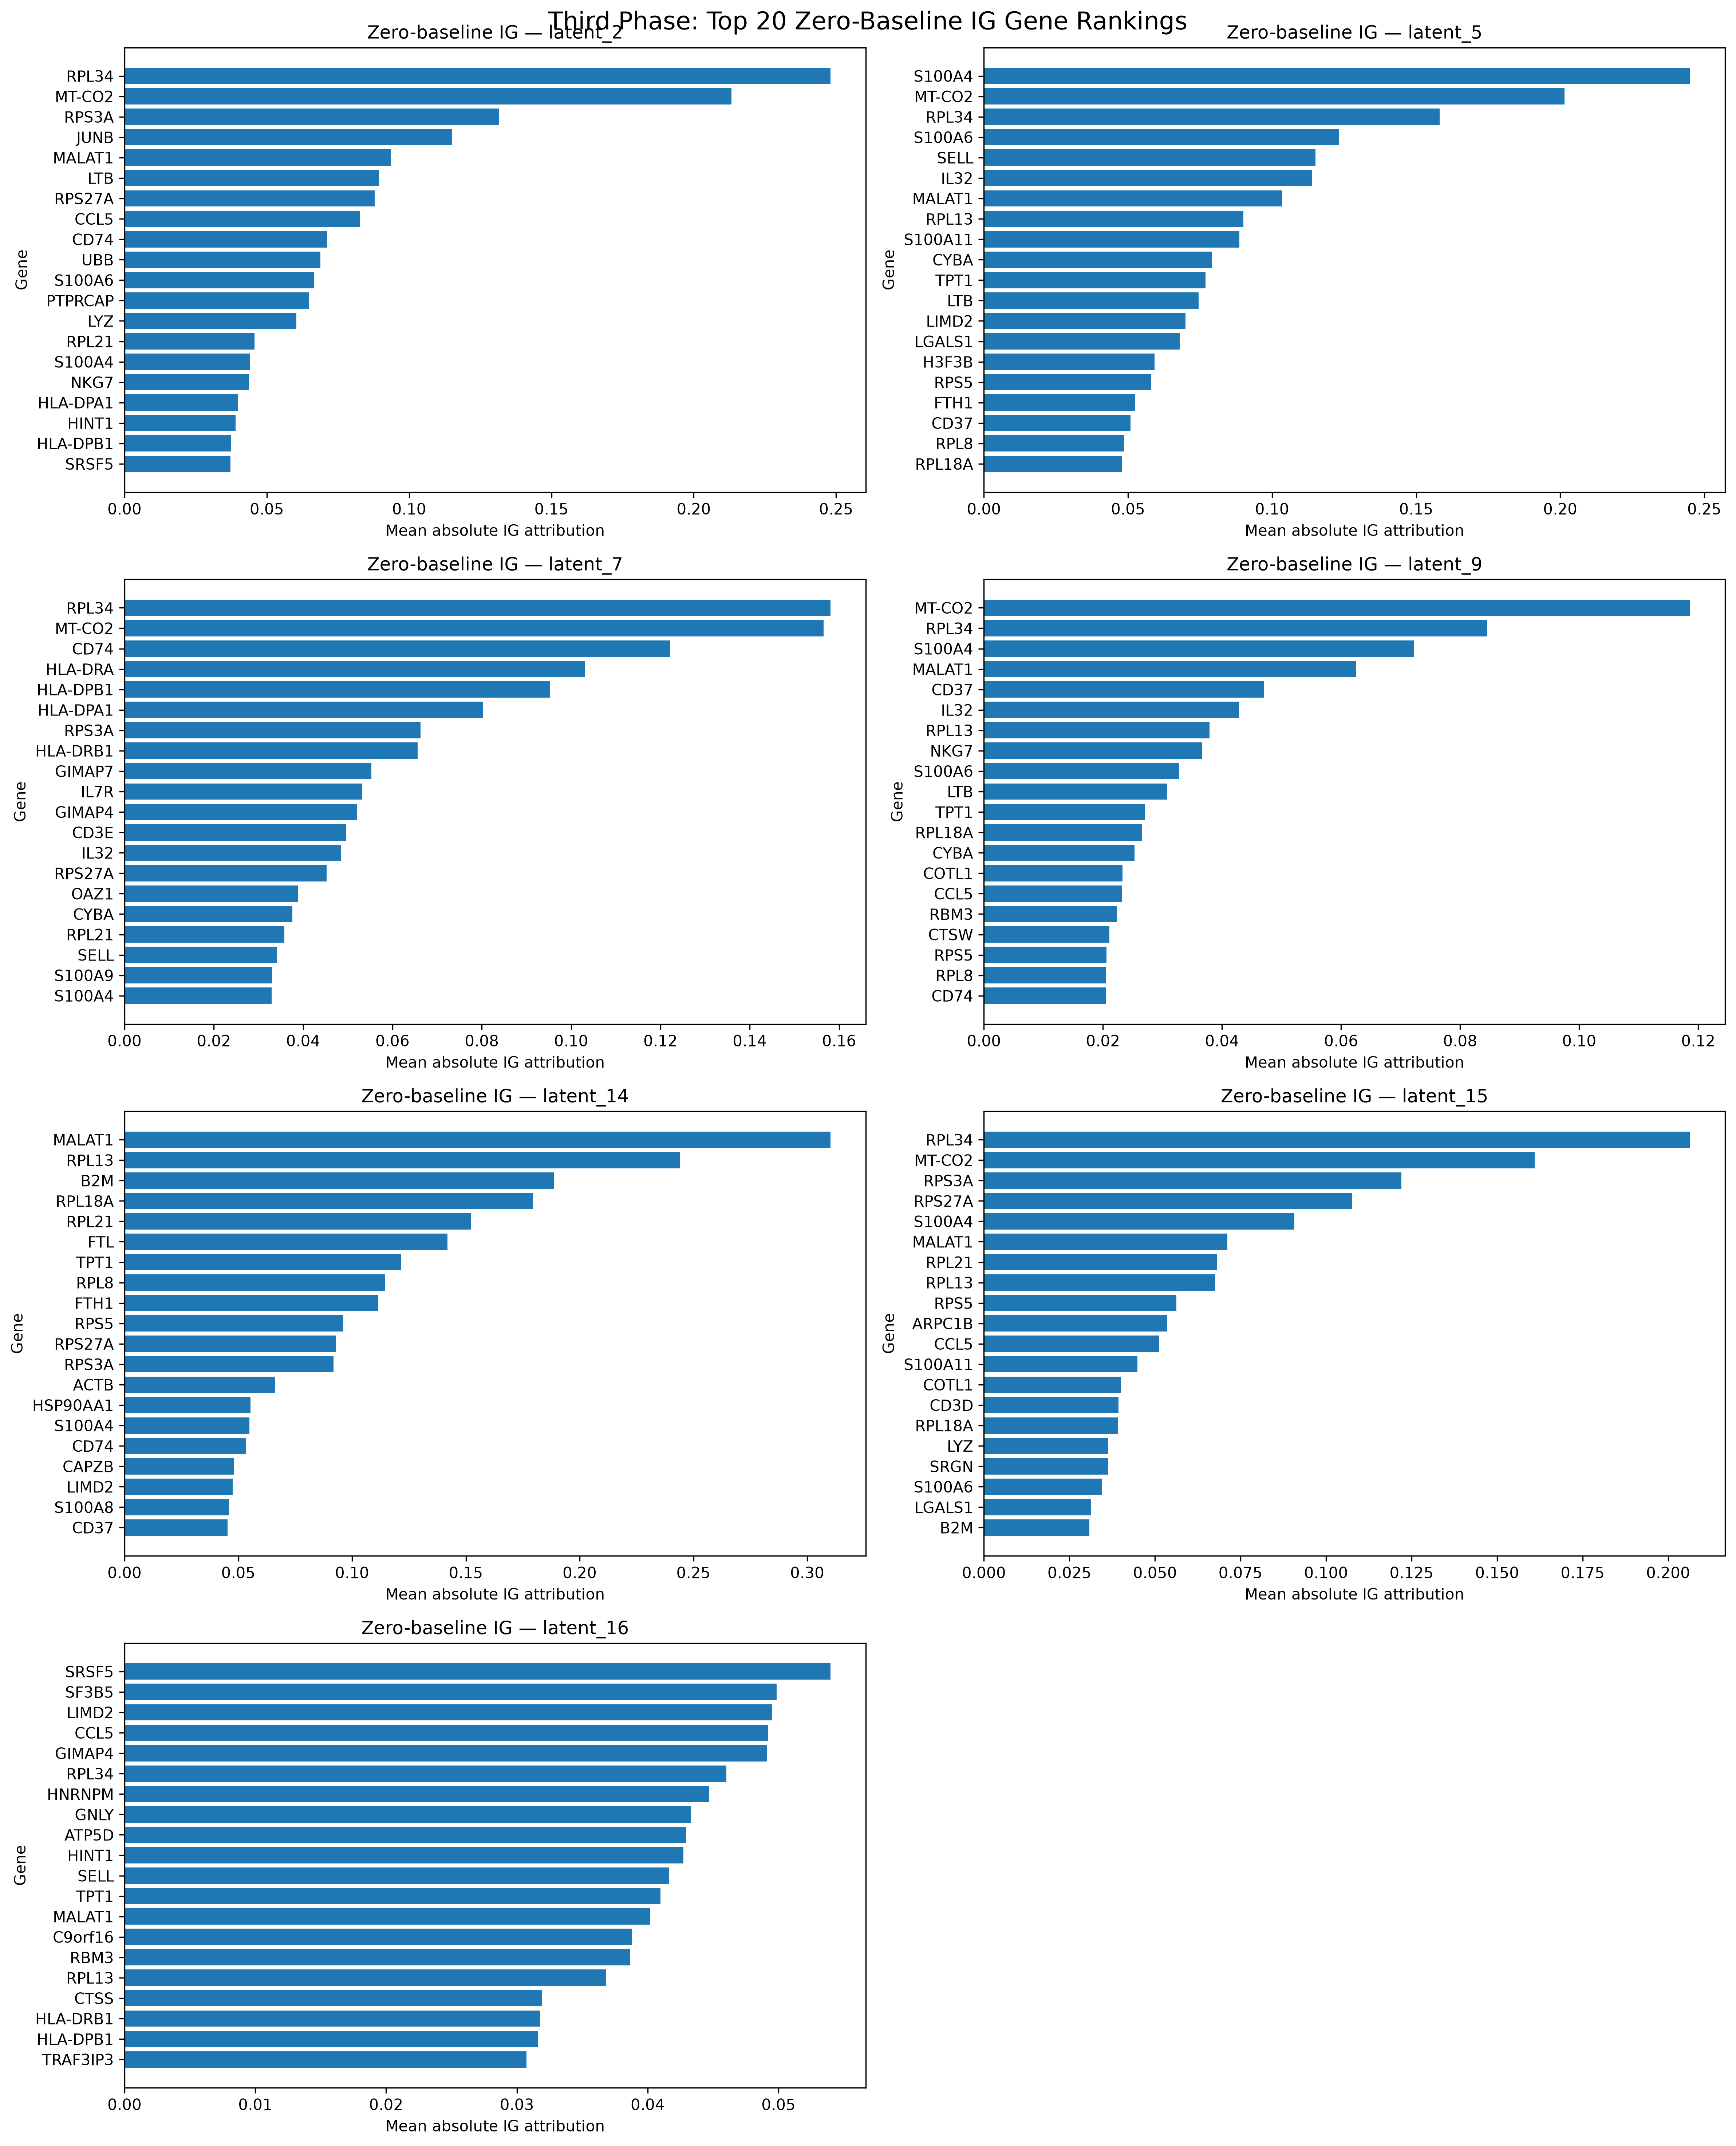 Third Phase: Top 20 Zero-Baseline IG Gene Rankings
Zero-baseline IG — latent_2
RPL34
MT-CO2
RPS3A
JUNB
MALAT1
LTB
RPS27A
CCL5
CD74
UBB
S100A6
PTPRCAP
LYZ
RPL21
S100A4
NKG7
HLA-DPA1
HINT1
HLA-DPB1
SRSF5
Gene
0.00 0.05 0.10 0.15 0.20 0.25
Mean absolute IG attribution
Zero-baseline IG — latent_5
S100A4
MT-CO2
RPL34
S100A6
SELL
IL32
MALAT1
RPL13
S100A11
CYBA
TPT1
LTB
LIMD2
LGALS1
H3F3B
RPS5
FTH1
CD37
RPL8
RPL18A
Gene
0.00 0.05 0.10 0.15 0.20 0.25
Mean absolute IG attribution
Zero-baseline IG — latent_7
RPL34
MT-CO2
CD74
HLA-DRA
HLA-DPB1
HLA-DPA1
RPS3A
HLA-DRB1
GIMAP7
IL7R
GIMAP4
CD3E
IL32
RPS27A
OAZ1
CYBA
RPL21
SELL
S100A9
S100A4
Gene
0.00 0.02 0.04 0.06 0.08 0.10 0.12 0.14 0.16
Mean absolute IG attribution
Zero-baseline IG — latent_9
MT-CO2
RPL34
S100A4
MALAT1
CD37
IL32
RPL13
NKG7
S100A6
LTB
TPT1
RPL18A
CYBA
COTL1
CCL5
RBM3
CTSW
RPS5
RPL8
CD74
Gene
0.00 0.02 0.04 0.06 0.08 0.10 0.12
Mean absolute IG attribution
Zero-baseline IG — latent_14
MALAT1
RPL13
B2M
RPL18A
RPL21
FTL
TPT1
RPL8
FTH1
RPS5
RPS27A
RPS3A
ACTB
HSP90AA1
S100A4
CD74
CAPZB
LIMD2
S100A8
CD37
Gene
0.00 0.05 0.10 0.15 0.20 0.25 0.30
Mean absolute IG attribution
Zero-baseline IG — latent_15
RPL34
MT-CO2
RPS3A
RPS27A
S100A4
MALAT1
RPL21
RPL13
RPS5
ARPC1B
CCL5
S100A11
COTL1
CD3D
RPL18A
LYZ
SRGN
S100A6
LGALS1
B2M
Gene
0.000 0.025 0.050 0.075 0.100 0.125 0.150 0.175 0.200
Mean absolute IG attribution
Zero-baseline IG — latent_16
SRSF5
SF3B5
LIMD2
CCL5
GIMAP4
RPL34
HNRNPM
GNLY
ATP5D
HINT1
SELL
TPT1
MALAT1
C9orf16
RBM3
RPL13
CTSS
HLA-DRB1
HLA-DPB1
TRAF3IP3
Gene
0.00 0.01 0.02 0.03 0.04 0.05
Mean absolute IG attribution